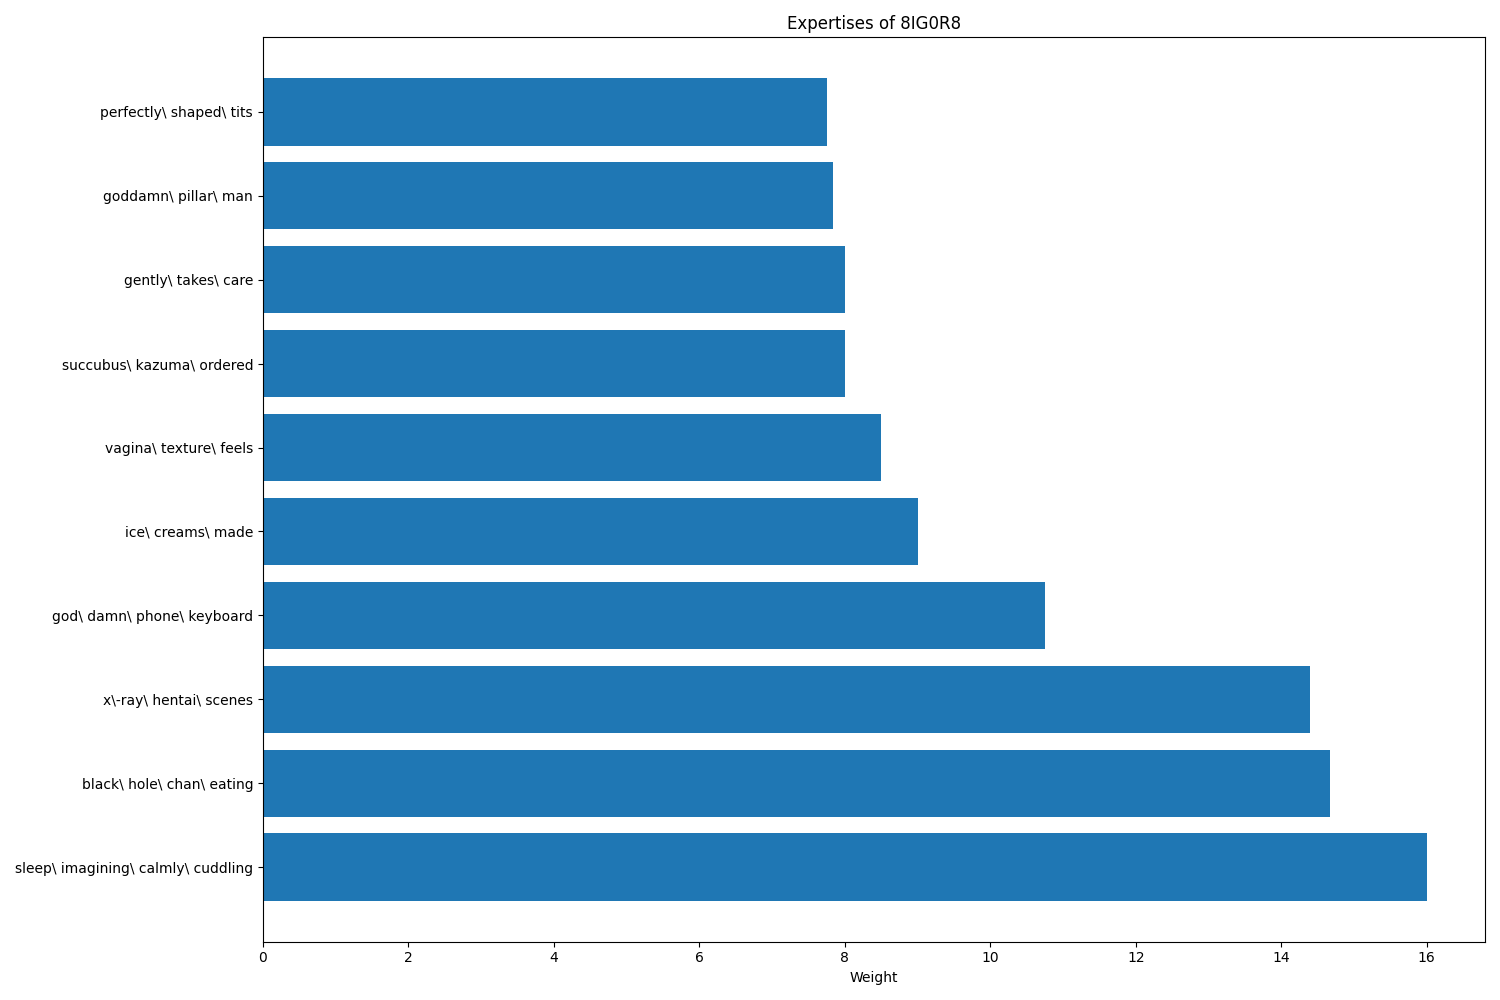 Expertises of 8IG0R8
perfectly\ shaped\ tits
goddamn\ pillar\ man
gently\ takes\ care
succubus\ kazuma\ ordered
vagina\ texture\ feels
ice\ creams\ made
god\ damn\ phone\ keyboard
x\-ray\ hentai\ scenes
black\ hole\ chan\ eating
sleep\ imagining\ calmly\ cuddling
0 2 4 6 8 10 12 14 16
Weight